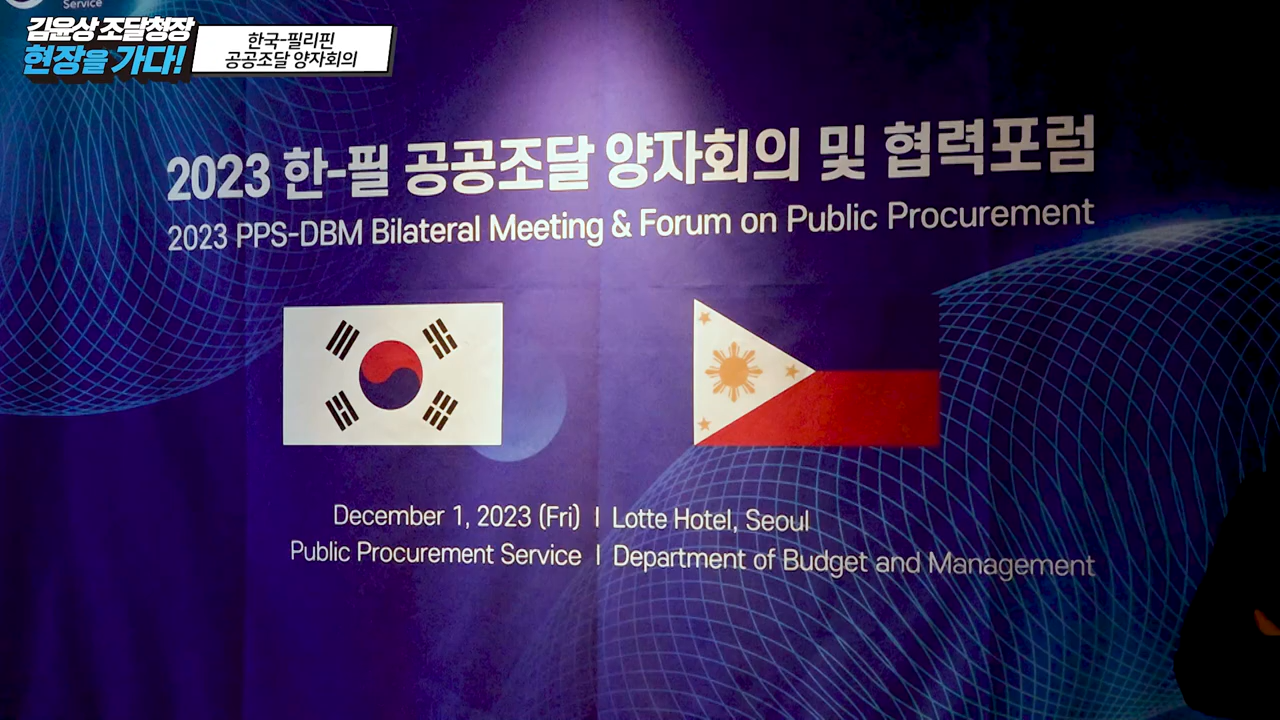 Service
김윤상 조달청장
현장을 가다!
한국-필리핀
공공조달 양자회의
2023 한-필 공공조달 양자회의 및 협력포럼
2023 PPS-DBM Bilateral Meeting & Forum on Public Procurement
December 1, 2023 (Fri) | Lotte Hotel, Seoul
Public Procurement Service | Department of Budget and Management